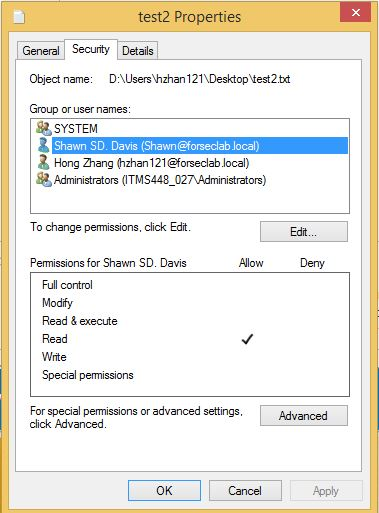 test2 Properties
General Security Details
Object name: D:\Users\hzhan121\Desktop\test2.txt
Group or user names:
SYSTEM
Shawn SD. Davis (Shawn@forseclab.local)
Hong Zhang (hzhan121@forseclab.local)
Administrators (ITMS448_027\Administrators)
To change permissions, click Edit.
Edit...
Permissions for Shawn SD. Davis Allow Deny
Full control
Modify
Read & execute
Read
Write
Special permissions
For special permissions or advanced settings,
click Advanced.
Advanced
OK Cancel Apply